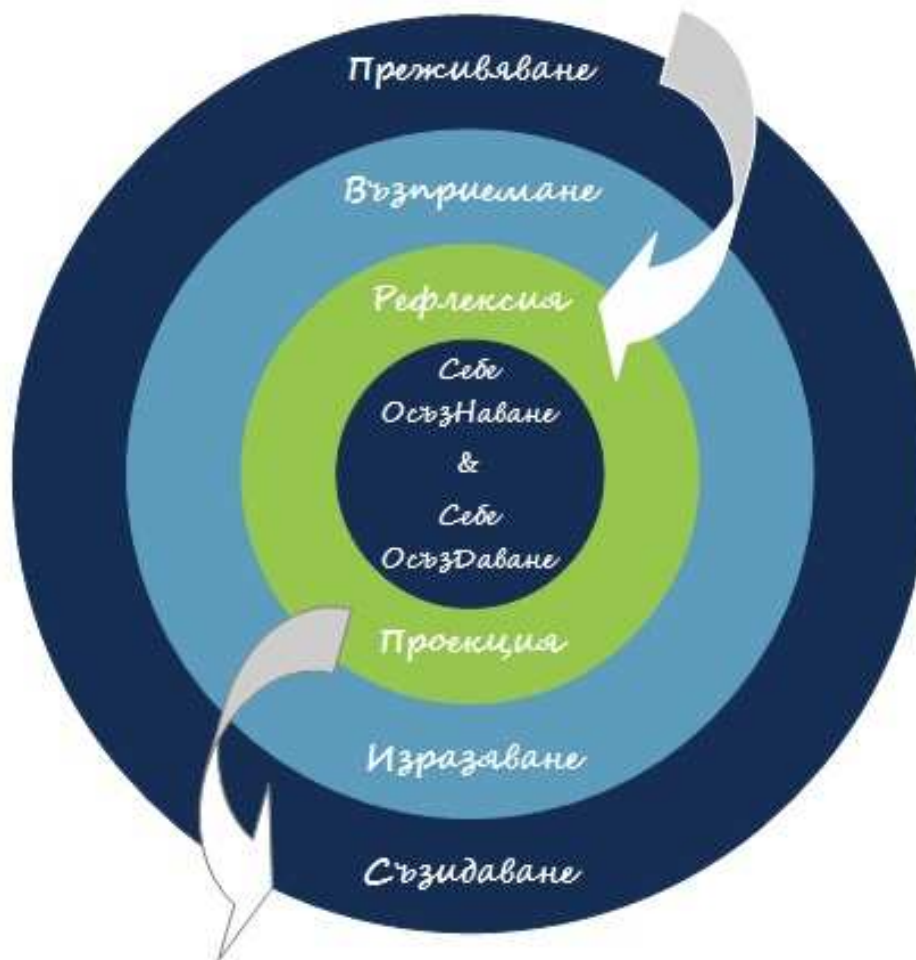 Преживяване
Възприемане
Рефлексия
Себе
ОсъзНаване
&
Себе
ОсъзДаване
Проекция
Изразяване
Съзидаване